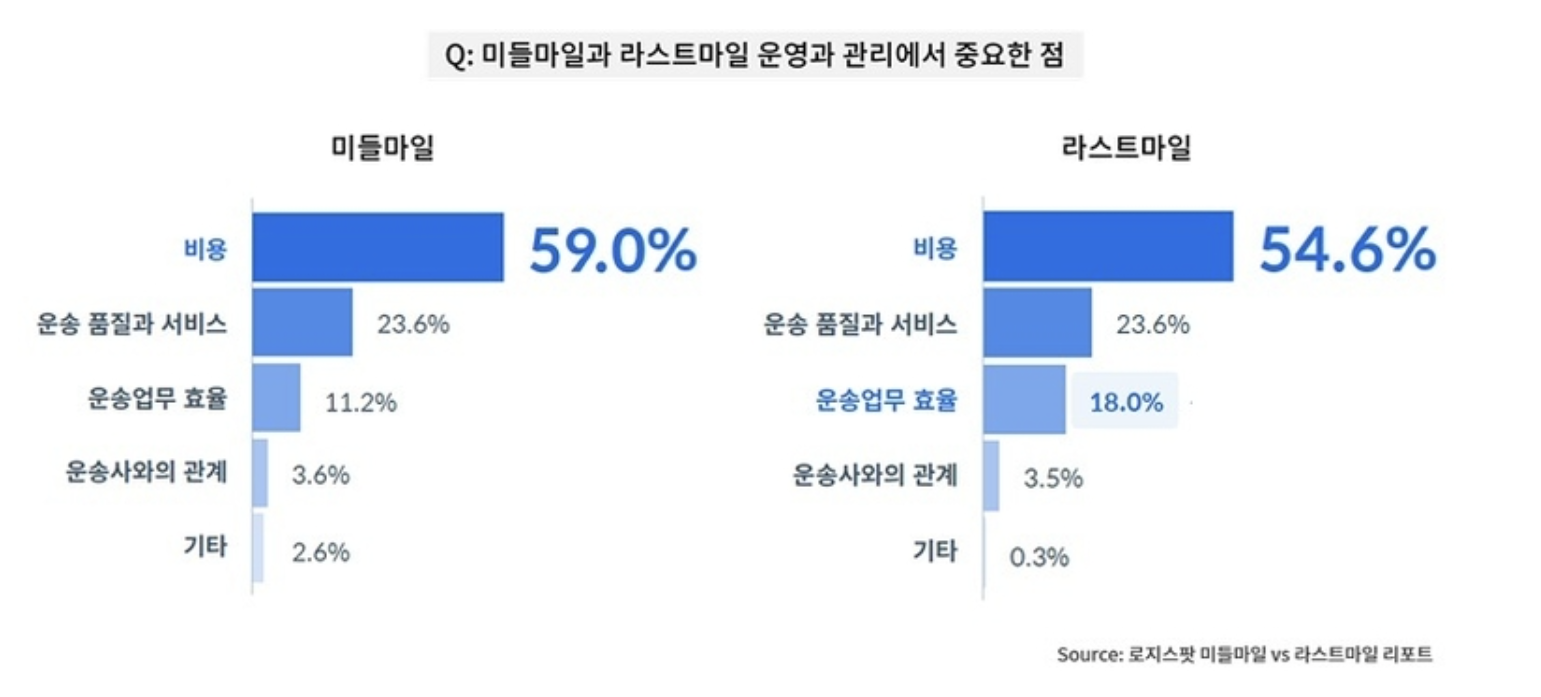 Q: 미들마일과 라스트마일 운영과 관리에서 중요한 점
미들마일
비용 59.0%
운송 품질과 서비스 23.6%
운송업무 효율 11.2%
운송사와의 관계 3.6%
기타 2.6%
라스트마일
비용 54.6%
운송 품질과 서비스 23.6%
운송업무 효율 18.0%
운송사와의 관계 3.5%
기타 0.3%
Source: 로지스팟 미들마일 vs 라스트마일 리포트